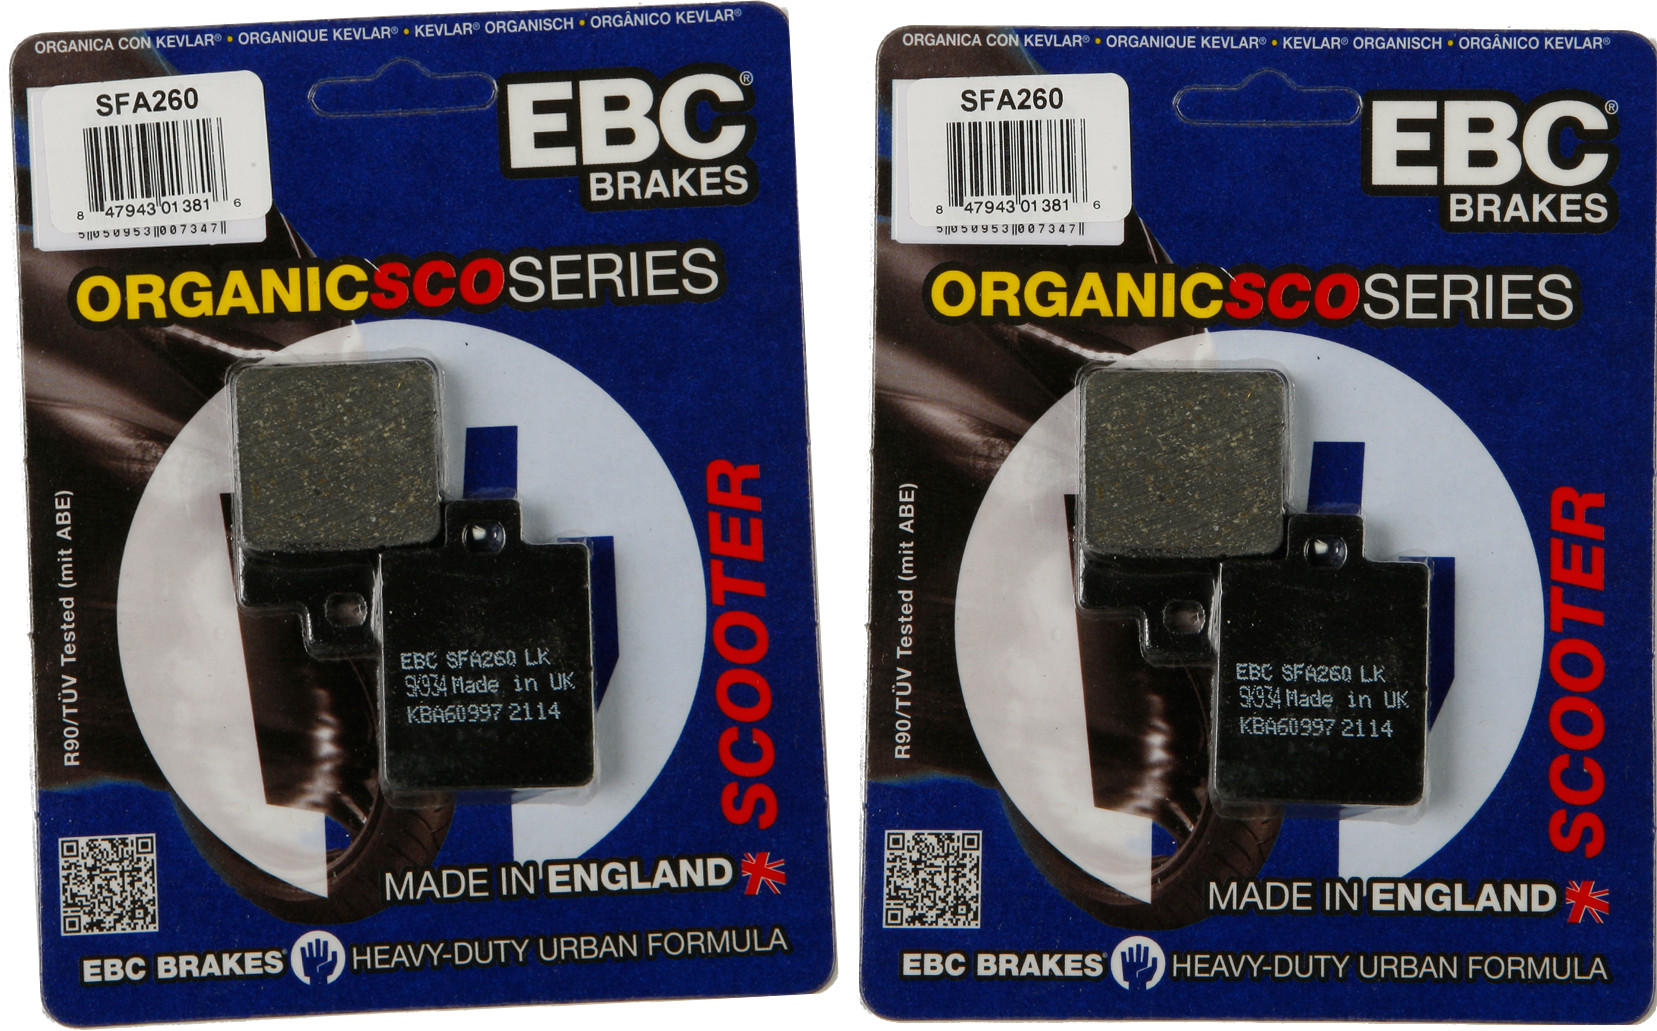 ORGANICA CON KEVLAR® • ORGANIQUE KEVLAR® • KEVLAR® ORGANISCH • ORGÂNICO KEVLAR®
SFA260
8 47943 01381 6
5 050953 007347
EBC®
BRAKES
ORGANICSCOSERIES
R90/TÜV Tested (mit ABE)
SCOOTER
EBC SFA260 LK
9K934 Made in UK
KBA60997 2114
MADE IN ENGLAND
EBC BRAKES® HEAVY-DUTY URBAN FORMULA
ORGANICA CON KEVLAR® • ORGANIQUE KEVLAR® • KEVLAR® ORGANISCH • ORGÂNICO KEVLAR®
SFA260
8 47943 01381 6
5 050953 007347
EBC®
BRAKES
ORGANICSCOSERIES
R90/TÜV Tested (mit ABE)
SCOOTER
EBC SFA260 LK
9K934 Made in UK
KBA60997 2114
MADE IN ENGLAND
EBC BRAKES® HEAVY-DUTY URBAN FORMULA